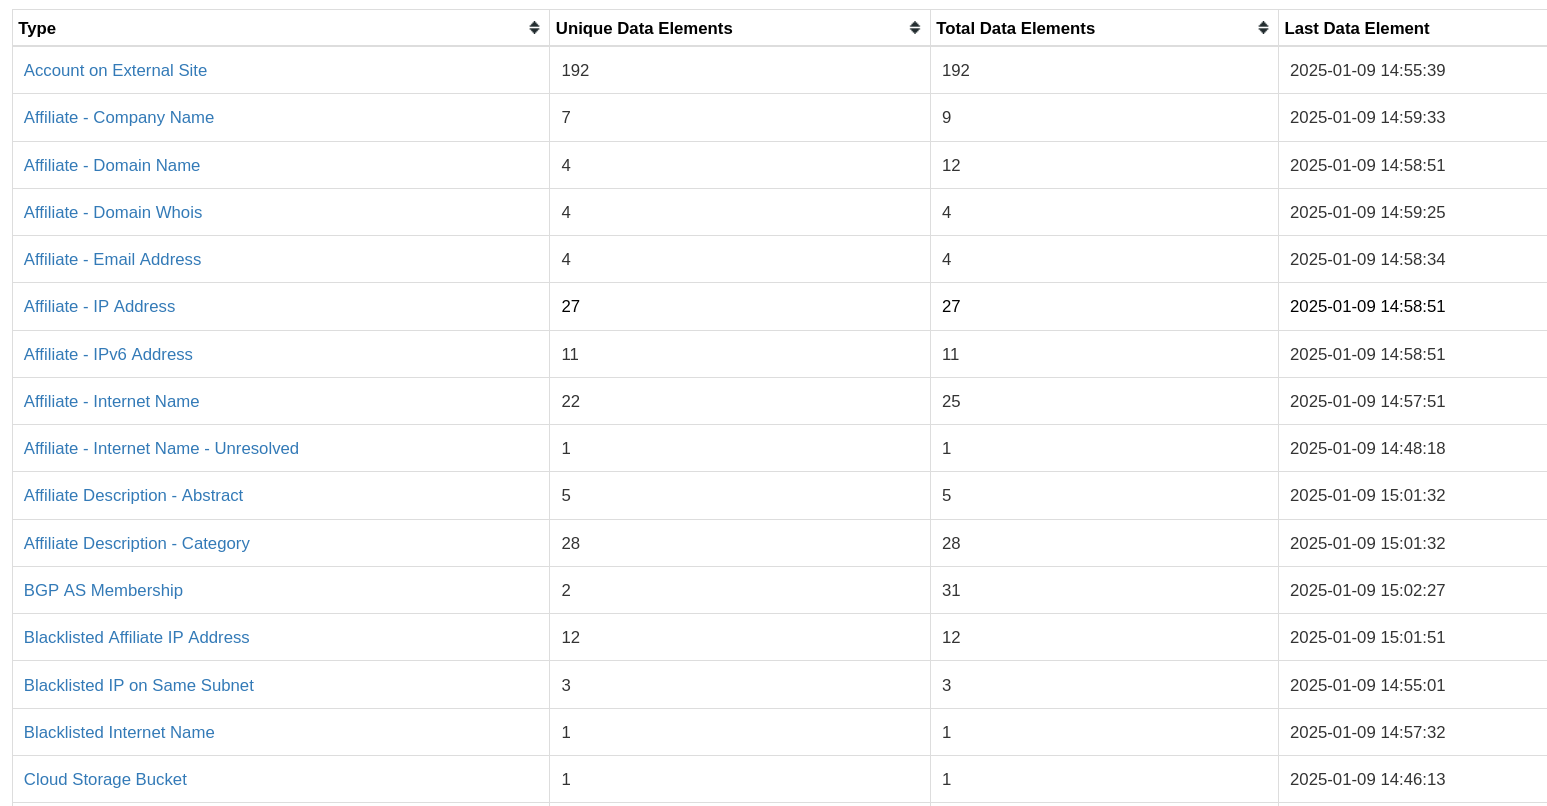 Type Unique Data Elements Total Data Elements Last Data Element
Account on External Site 192 192 2025-01-09 14:55:39
Affiliate - Company Name 7 9 2025-01-09 14:59:33
Affiliate - Domain Name 4 12 2025-01-09 14:58:51
Affiliate - Domain Whois 4 4 2025-01-09 14:59:25
Affiliate - Email Address 4 4 2025-01-09 14:58:34
Affiliate - IP Address 27 27 2025-01-09 14:58:51
Affiliate - IPv6 Address 11 11 2025-01-09 14:58:51
Affiliate - Internet Name 22 25 2025-01-09 14:57:51
Affiliate - Internet Name - Unresolved 1 1 2025-01-09 14:48:18
Affiliate Description - Abstract 5 5 2025-01-09 15:01:32
Affiliate Description - Category 28 28 2025-01-09 15:01:32
BGP AS Membership 2 31 2025-01-09 15:02:27
Blacklisted Affiliate IP Address 12 12 2025-01-09 15:01:51
Blacklisted IP on Same Subnet 3 3 2025-01-09 14:55:01
Blacklisted Internet Name 1 1 2025-01-09 14:57:32
Cloud Storage Bucket 1 1 2025-01-09 14:46:13